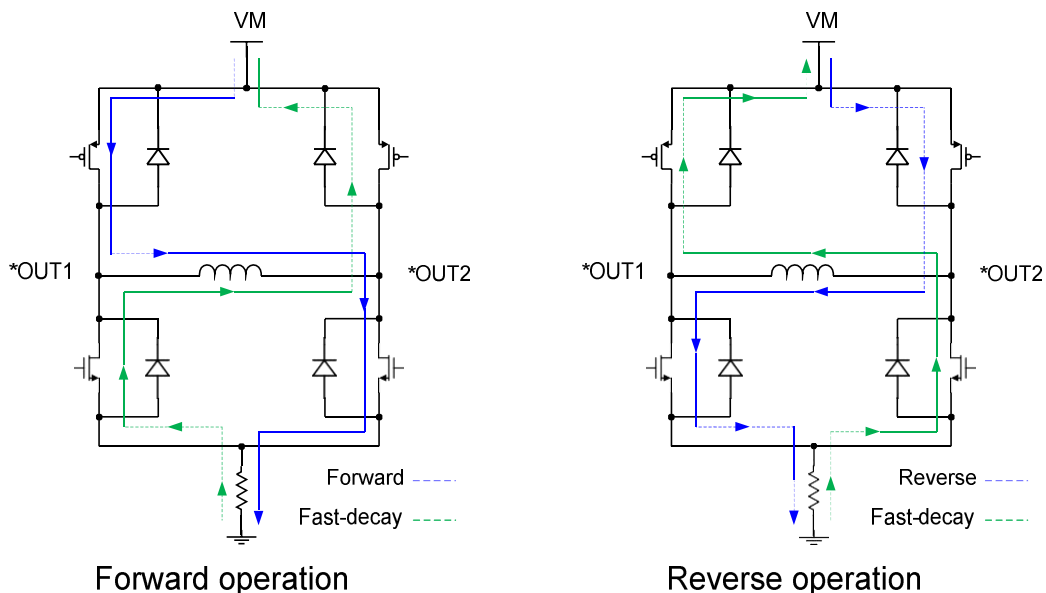 VM
*OUT1
*OUT2
Forward
Fast-decay
Forward operation
VM
*OUT1
*OUT2
Reverse
Fast-decay
Reverse operation